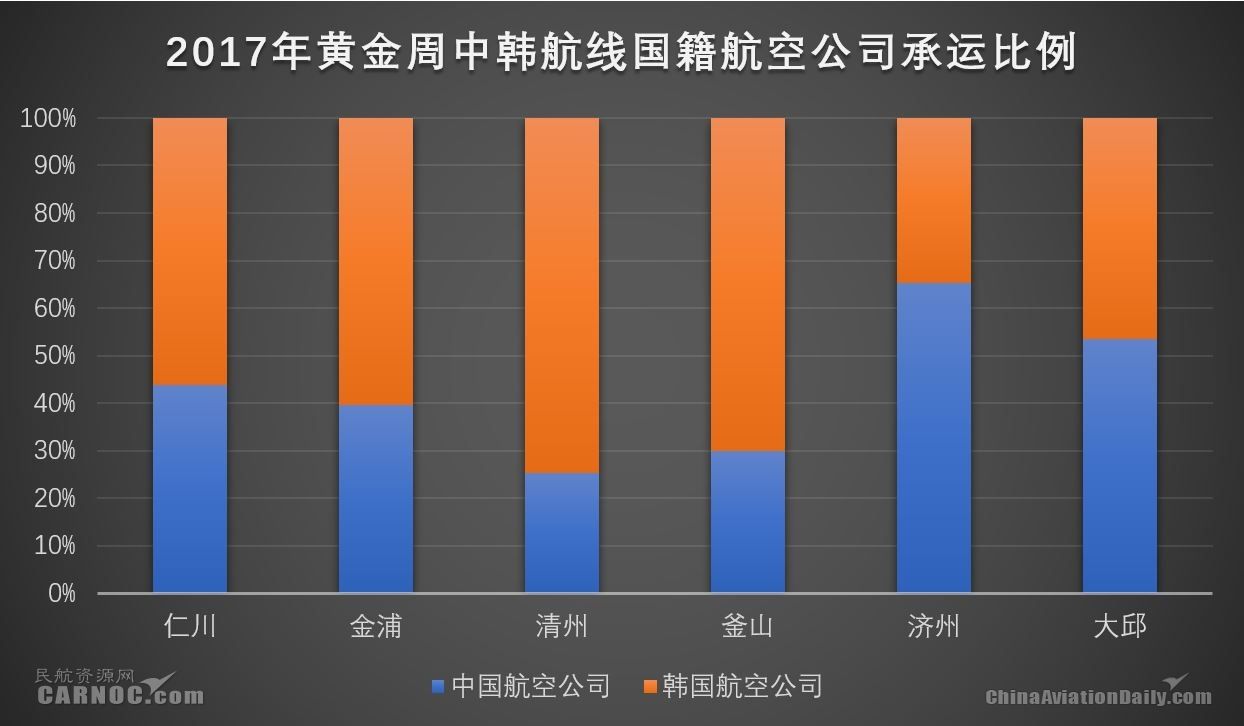 2017年黄金周中韩航线国籍航空公司承运比例
100%
90%
80%
70%
60%
50%
40%
30%
20%
10%
0%
仁川 金浦 清州 釜山 济州 大邱
中国航空公司 韩国航空公司
民航资源网
CARNOC.com
ChinaAviationDaily.com